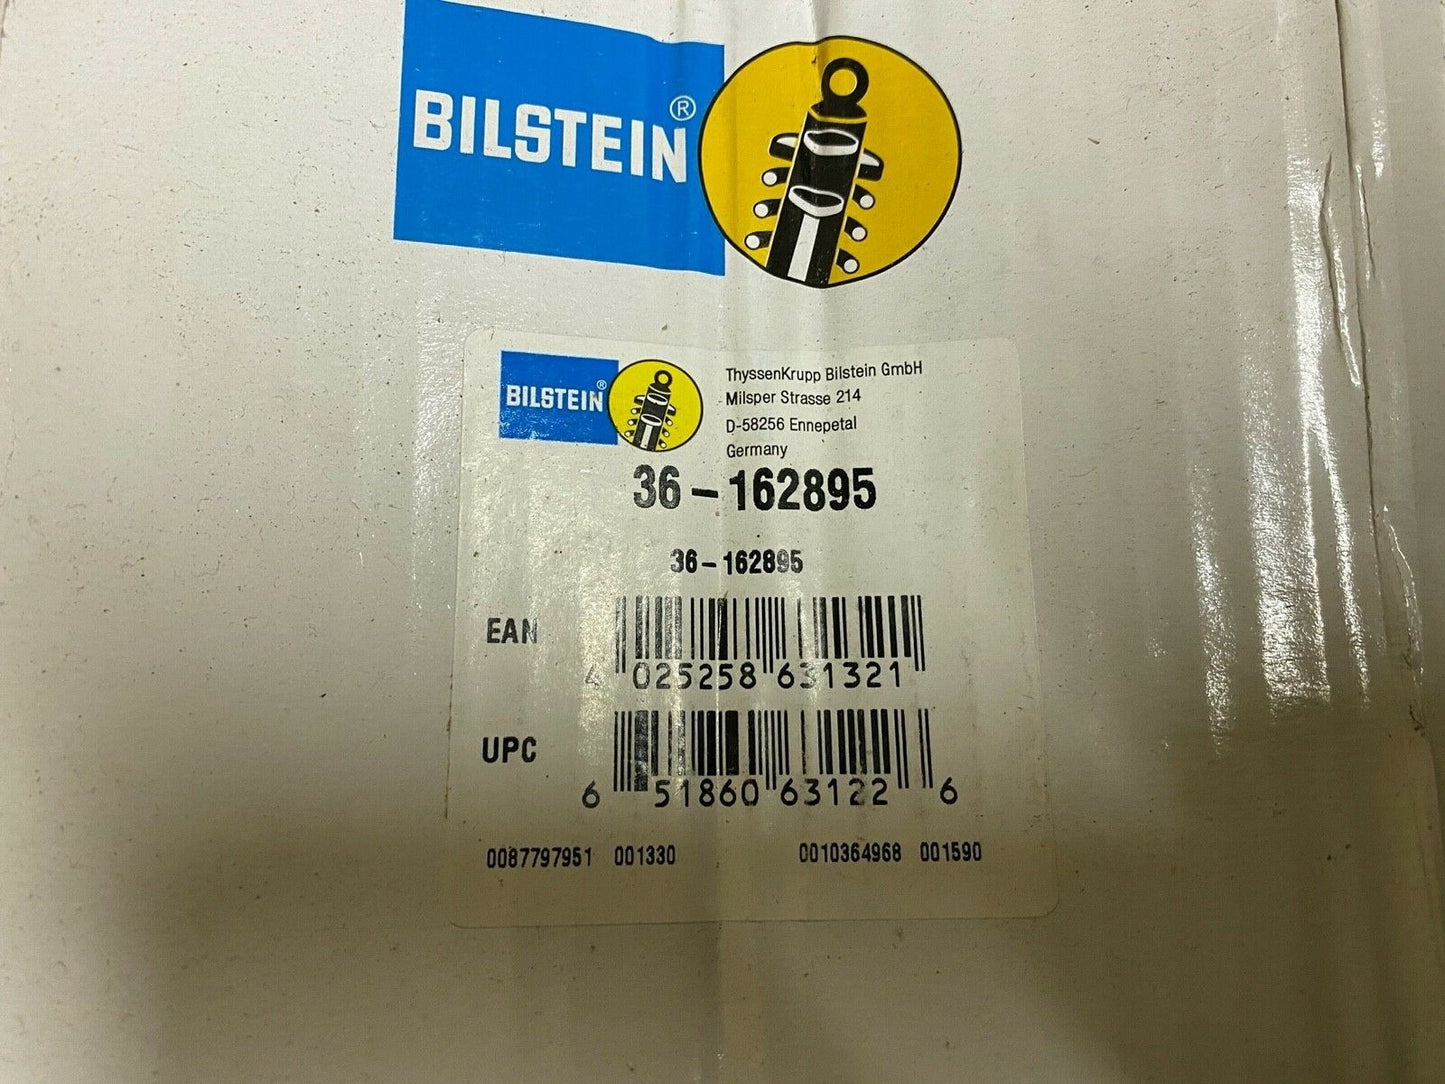 BILSTEIN®
BILSTEIN®
ThyssenKrupp Bilstein GmbH
Milsper Strasse 214
D-58256 Ennepetal
Germany
36-162895
36-162895
EAN
4 025258 631321
UPC
6 51860 63122 6
0087797951 001330 0010364968 001590